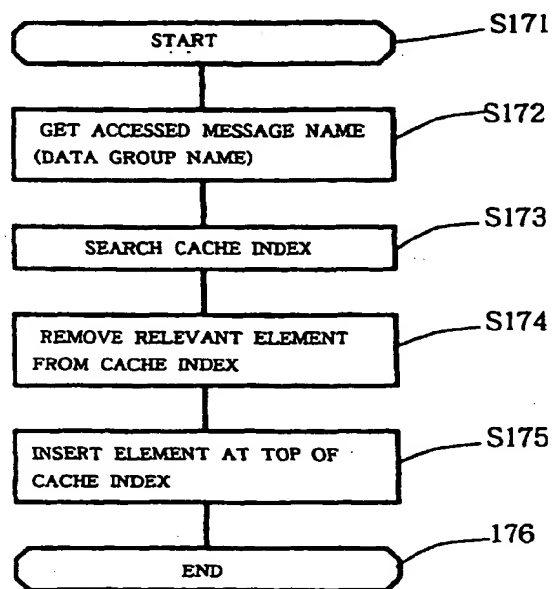 START
S171
GET ACCESSED MESSAGE NAME
(DATA GROUP NAME)
S172
SEARCH CACHE INDEX
S173
REMOVE RELEVANT ELEMENT
FROM CACHE INDEX
S174
INSERT ELEMENT AT TOP OF
CACHE INDEX
S175
END
176